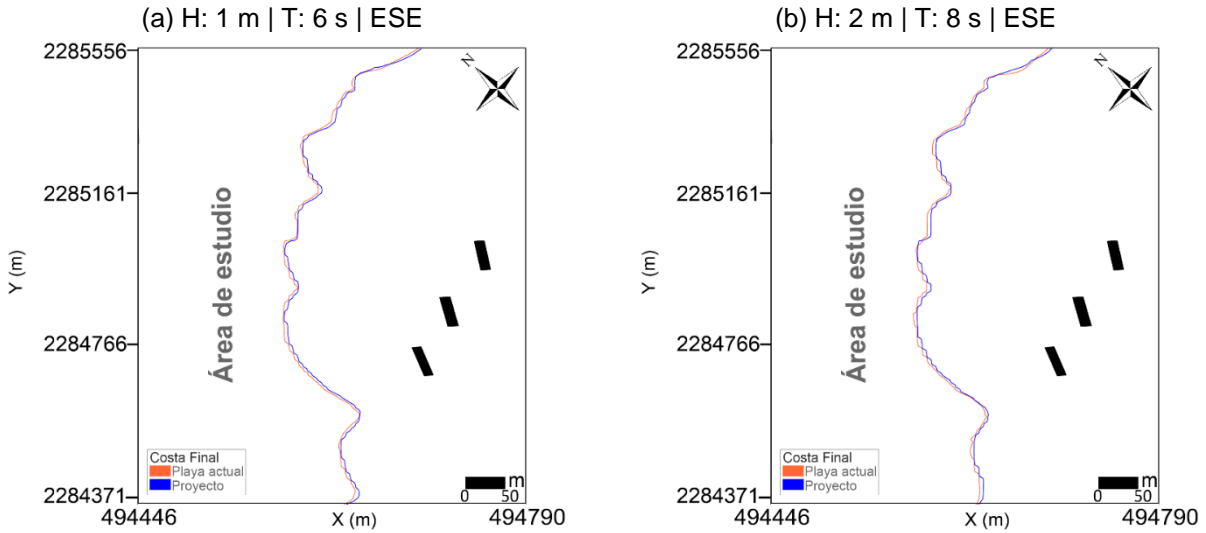 (a) H: 1 m | T: 6 s | ESE
2285556
2285161
2284766
2284371
Y (m)
Área de estudio
N
Costa Final
Playa actual
Proyecto
m
0 50
494446
X (m)
494790
(b) H: 2 m | T: 8 s | ESE
2285556
2285161
2284766
2284371
Y (m)
Área de estudio
N
Costa Final
Playa actual
Proyecto
m
0 50
494446
X (m)
494790